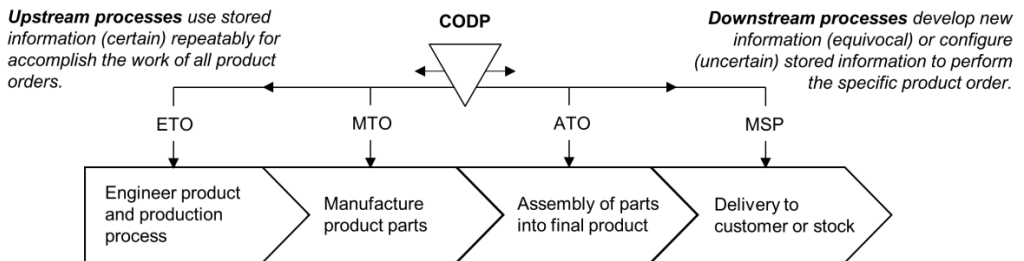 Upstream processes use stored
information (certain) repeatably for
accomplish the work of all product
orders.
CODP
Downstream processes develop new
information (equivocal) or configure
(uncertain) stored information to perform
the specific product order.
ETO
MTO
ATO
MSP
Engineer product
and production
process
Manufacture
product parts
Assembly of parts
into final product
Delivery to
customer or stock